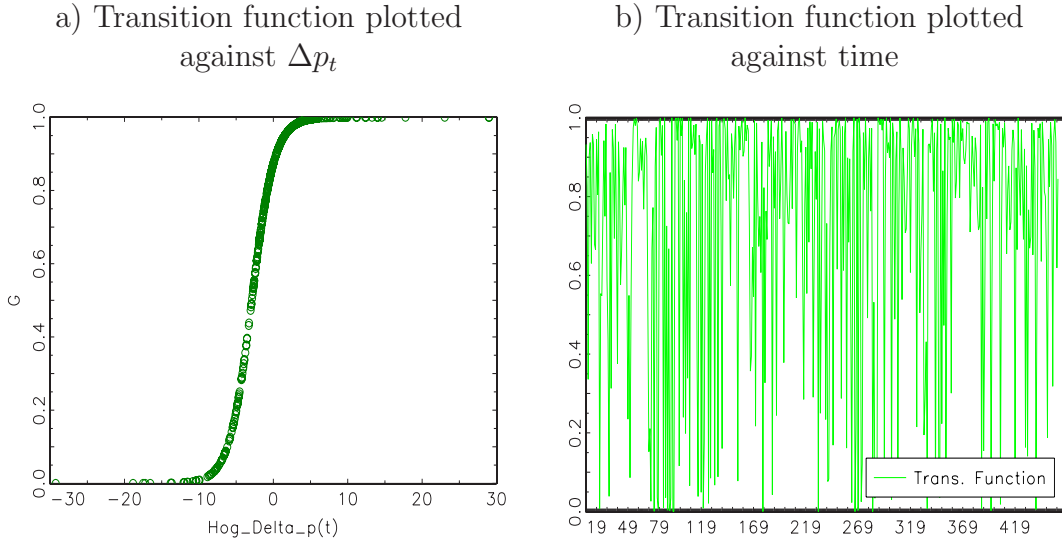 a) Transition function plotted
against Δp_t
b) Transition function plotted
against time
1.0
0.8
0.6
0.4
0.2
0.0
G
-30
-20
-10
0
10
20
30
Hog_Delta_p(t)
1.0
0.8
0.6
0.4
0.2
0.0
Trans. Function
19 49 79 119 169 219 269 319 369 419